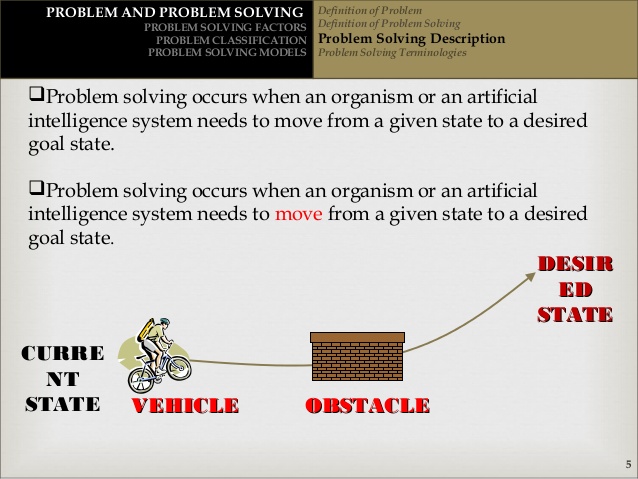 PROBLEM AND PROBLEM SOLVING
PROBLEM SOLVING FACTORS
PROBLEM CLASSIFICATION
PROBLEM SOLVING MODELS
Definition of Problem
Definition of Problem Solving
Problem Solving Description
Problem Solving Terminologies
Problem solving occurs when an organism or an artificial
intelligence system needs to move from a given state to a desired
goal state.
Problem solving occurs when an organism or an artificial
intelligence system needs to move from a given state to a desired
goal state.
DESIR
ED
STATE
CURRE
NT
STATE
VEHICLE
OBSTACLE
5